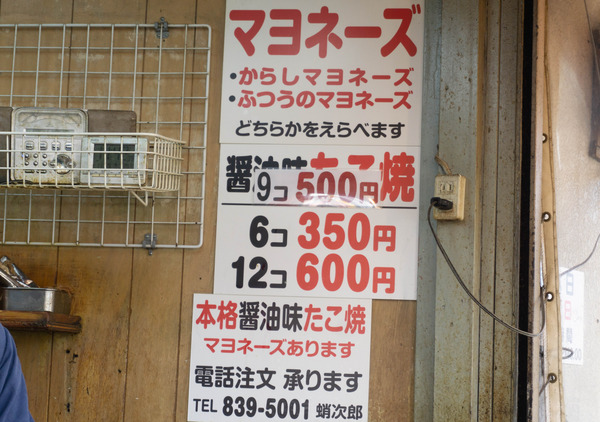 マヨネーズ
・からしマヨネーズ
・ふつうのマヨネーズ
どちらかをえらべます
醤油味たこ焼
9コ 500円
6コ 350円
12コ 600円
本格醤油味たこ焼
マヨネーズあります
電話注文 承ります
TEL 839-5001 蛸次郎